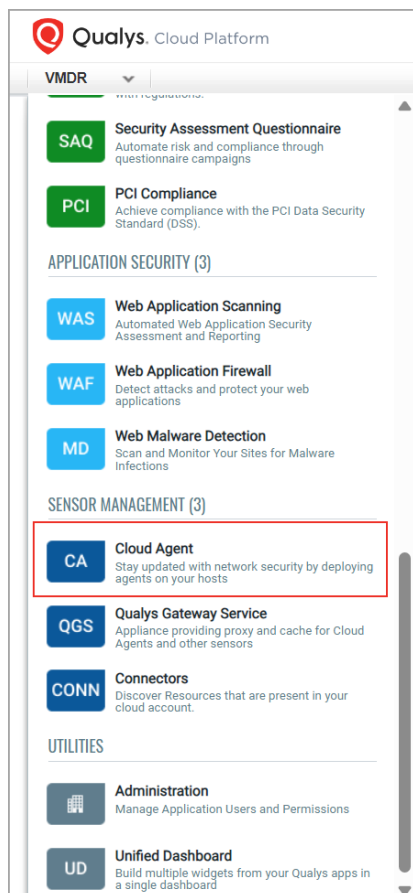 Qualys. Cloud Platform
VMDR
with regulations.
SAQ
Security Assessment Questionnaire
Automate risk and compliance through
questionnaire campaigns
PCI
PCI Compliance
Achieve compliance with the PCI Data Security
Standard (DSS).
APPLICATION SECURITY (3)
WAS
Web Application Scanning
Automated Web Application Security
Assessment and Reporting
WAF
Web Application Firewall
Detect attacks and protect your web
applications
MD
Web Malware Detection
Scan and Monitor Your Sites for Malware
Infections
SENSOR MANAGEMENT (3)
CA
Cloud Agent
Stay updated with network security by deploying
agents on your hosts
QGS
Qualys Gateway Service
Appliance providing proxy and cache for Cloud
Agents and other sensors
CONN
Connectors
Discover Resources that are present in your
cloud account.
UTILITIES
Administration
Manage Application Users and Permissions
UD
Unified Dashboard
Build multiple widgets from your Qualys apps in
a single dashboard